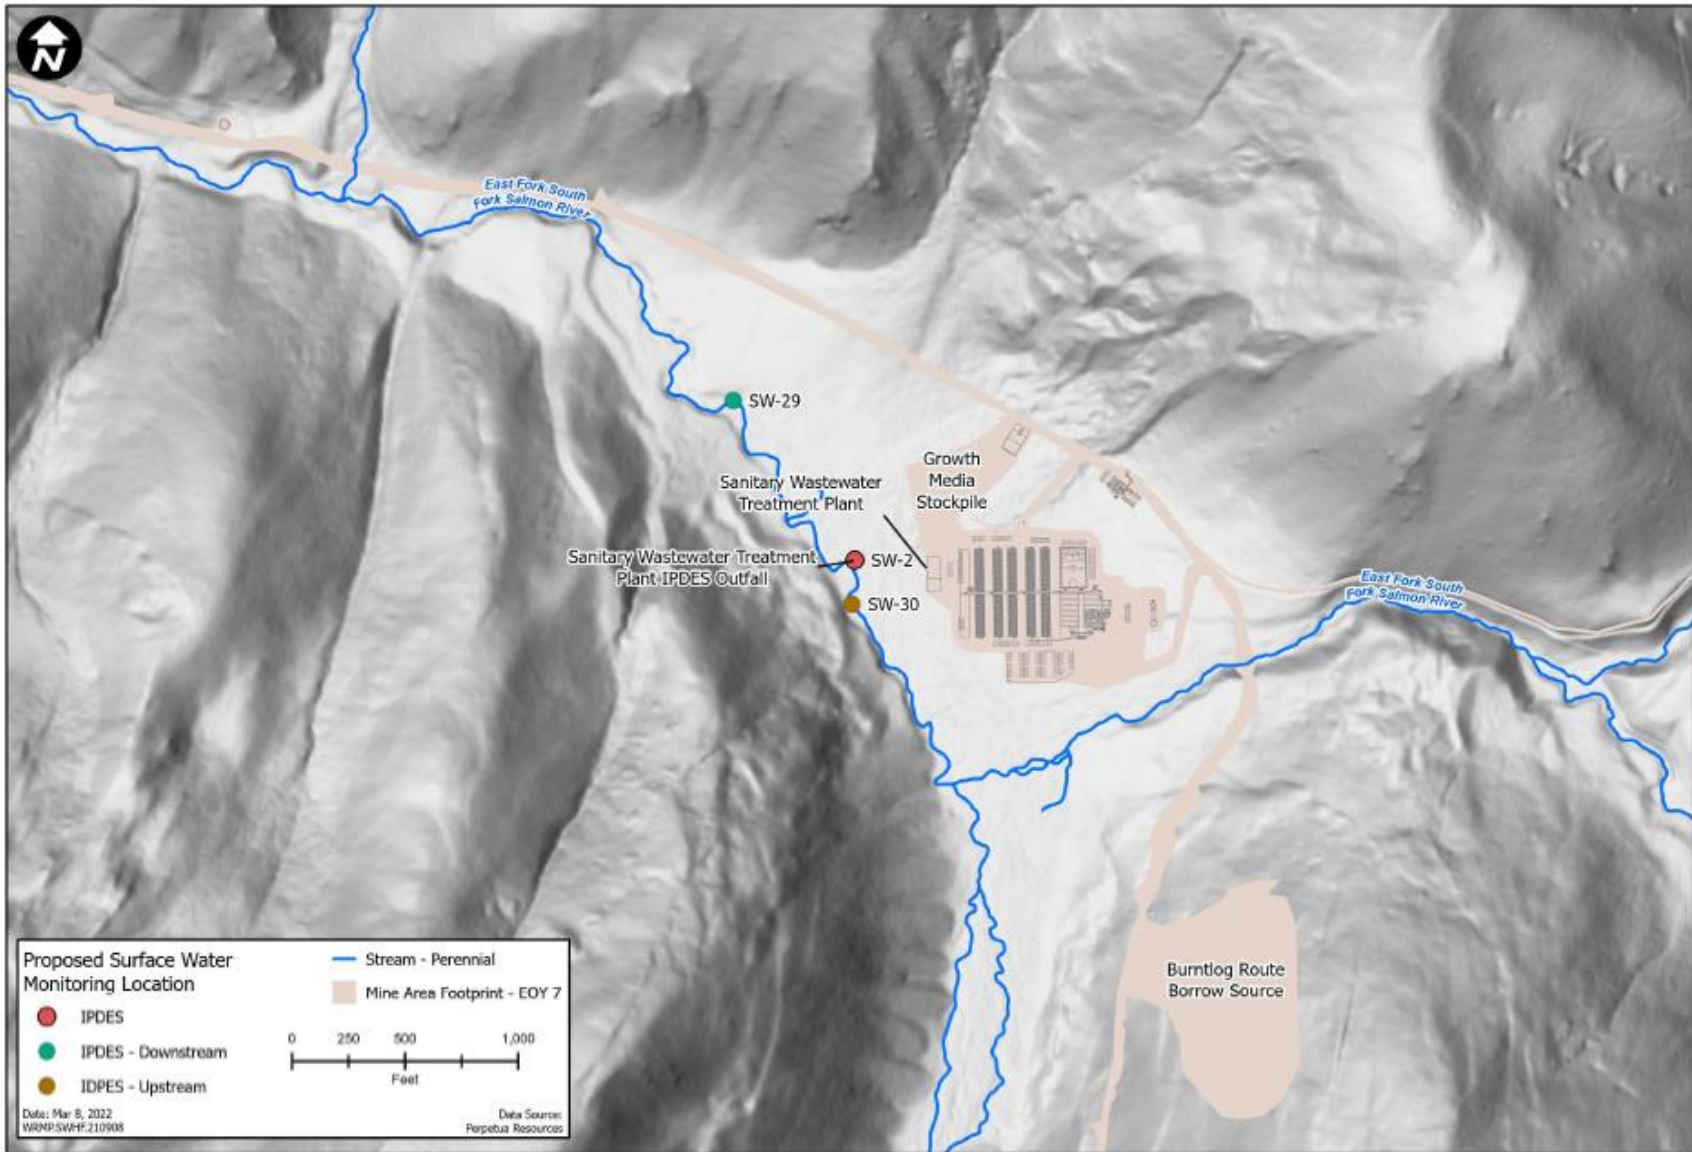 N
East Fork South
Fork Salmon River
SW-29
Growth
Media
Stockpile
Sanitary Wastewater
Treatment Plant
Sanitary Wastewater Treatment
Plant IPDES Outfall
SW-2
SW-30
East Fork South
Fork Salmon River
Burntlog Route
Borrow Source
Proposed Surface Water
Monitoring Location
IPDES
IPDES - Downstream
IDPES - Upstream
Stream - Perennial
Mine Area Footprint - EOY 7
0 250 500 1,000
Feet
Date: Mar 8, 2022
WRMP.SWHF.210908
Data Source:
Perpetua Resources